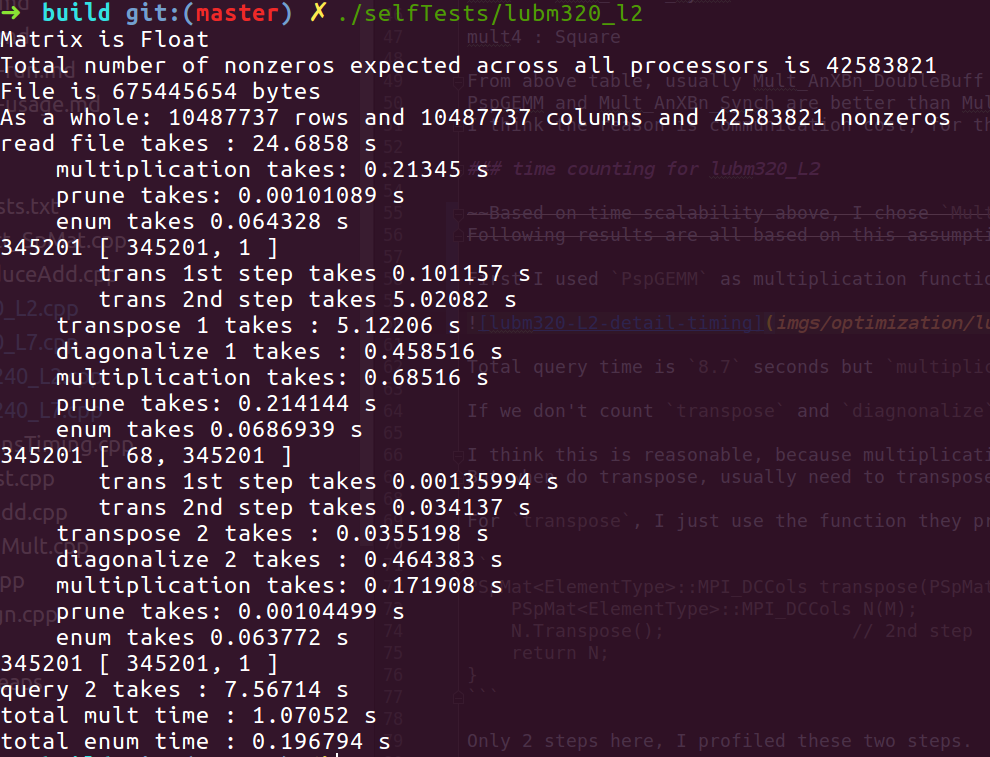 ➜ build git:(master) ✗ ./selfTests/lubm320_l2
Matrix is Float
Total number of nonzeros expected across all processors is 42583821
File is 675445654 bytes
As a whole: 10487737 rows and 10487737 columns and 42583821 nonzeros
read file takes : 24.6858 s
multiplication takes: 0.21345 s
prune takes: 0.00101089 s
enum takes 0.064328 s
345201 [ 345201, 1 ]
trans 1st step takes 0.101157 s
trans 2nd step takes 5.02082 s
transpose 1 takes : 5.12206 s
diagonalize 1 takes : 0.458516 s
multiplication takes: 0.68516 s
prune takes: 0.214144 s
enum takes 0.0686939 s
345201 [ 68, 345201 ]
trans 1st step takes 0.00135994 s
trans 2nd step takes 0.034137 s
transpose 2 takes : 0.0355198 s
diagonalize 2 takes : 0.464383 s
multiplication takes: 0.171908 s
prune takes: 0.00104499 s
enum takes 0.063772 s
345201 [ 345201, 1 ]
query 2 takes : 7.56714 s
total mult time : 1.07052 s
total enum time : 0.196794 s
mult4 : Square
From above table, usually Mult_AnXBn_DoubleBuff
PspGEMM and Mult_AnXBn_Synch are better than Mul
I think the reason is communication cost, for th
### time counting for lubm320_L2
~~Based on time scalability above, I chose `Mult
Following results are all based on this assumpti
First I used `PspGEMM` as multiplication functio
![lubm320-L2-detail-timing](imgs/optimization/lu
Total query time is `8.7` seconds but `multiplic
If we don't count `transpose` and `diagnonalize`
I think this is reasonable, because multiplicati
when do transpose, usually need to transpose
For `transpose`, I just use the function they pr
PSpMat<ElementType>::MPI_DCCols transpose(PSpMat
PSpMat<ElementType>::MPI_DCCols N(M);
N.Transpose(); // 2nd step
return N;
}
```
Only 2 steps here, I profiled these two steps.